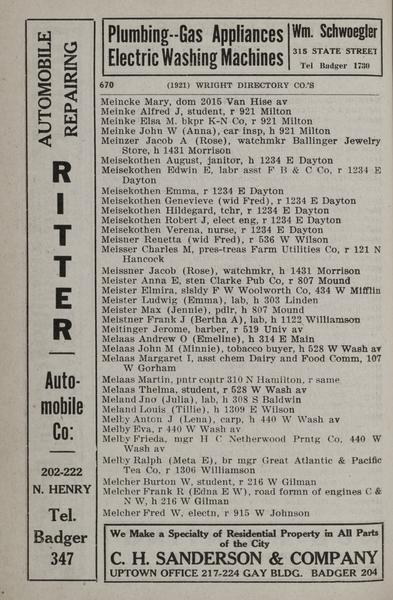 Plumbing--Gas Appliances
Electric Washing Machines
Wm. Schwoegler
315 STATE STREET
Tel Badger 1730
AUTOMOBILE
REPAIRING
RITTER
Auto-
mobile
Co:
202-222
N. HENRY
Tel.
Badger
347
670 (1921) WRIGHT DIRECTORY CO.'S
Meincke Mary, dom 2015 Van Hise av
Meinke Alfred J, student, r 921 Milton
Meinke Elsa M. bkpr K-N Co, r 921 Milton
Meinke John W (Anna), car insp, h 921 Milton
Meinzer Jacob A (Rose), watchmkr Ballinger Jewelry
Store, h 1431 Morrison
Meisekothen August, janitor, h 1234 E Dayton
Meisekothen Edwin E, labr asst F B & C Co, r 1234 E
Dayton
Meisekothen Emma, r 1234 E Dayton
Meisekothen Genevieve (wid Fred), r 1234 E Dayton
Meisekothen Hildegard, tchr, r 1234 E Dayton
Meisekothen Robert J, elect eng, r 1234 E Dayton
Meisekothen Verena, nurse, r 1234 E Dayton
Meisner Renetta (wid Fred), r 536 W Wilson
Meisser Charles M, pres-treas Farm Utilities Co, r 121 N
Hancock
Meissner Jacob (Rose), watchmkr, h 1431 Morrison
Meister Anna E, sten Clarke Pub Co, r 807 Mound
Meister Elmira, slsldy F W Woolworth Co, 434 W Mifflin
Meister Ludwig (Emma), lab, h 303 Linden
Meister Max (Jennie), pdlr, h 807 Mound
Meistner Frank J (Bertha A), lab, h 1122 Williamson
Meitinger Jerome, barber, r 519 Univ av
Melaas Andrew O (Emeline), h 314 E Main
Melaas John M (Minnie), tobacco buyer, h 528 W Wash av
Melaas Margaret I, asst chem Dairy and Food Comm, 107
W Gorham
Melaas Martin, pntr contr 310 N Hamilton, r same
Melaas Thelma, student, r 528 W Wash av
Meland Jno (Julia), lab, h 308 S Baldwin
Meland Louis (Tillie), h 1309 E Wilson
Melby Anton J (Lena), carp, h 440 W Wash av
Melby Eva, r 440 W Wash av
Melby Frieda, mgr H C Netherwood Prntg Co, 440 W
Wash av
Melby Ralph (Meta E), br mgr Great Atlantic & Pacific
Tea Co, r 1306 Williamson
Melcher Burton W, student, r 216 W Gilman
Melcher Frank R (Edna E W), road formn of engines C &
N W, h 216 W Gilman
Melcher Fred W, electn, r 915 W Johnson
We Make a Specialty of Residential Property in All Parts
of the City
C. H. SANDERSON & COMPANY
UPTOWN OFFICE 217-224 GAY BLDG. BADGER 204